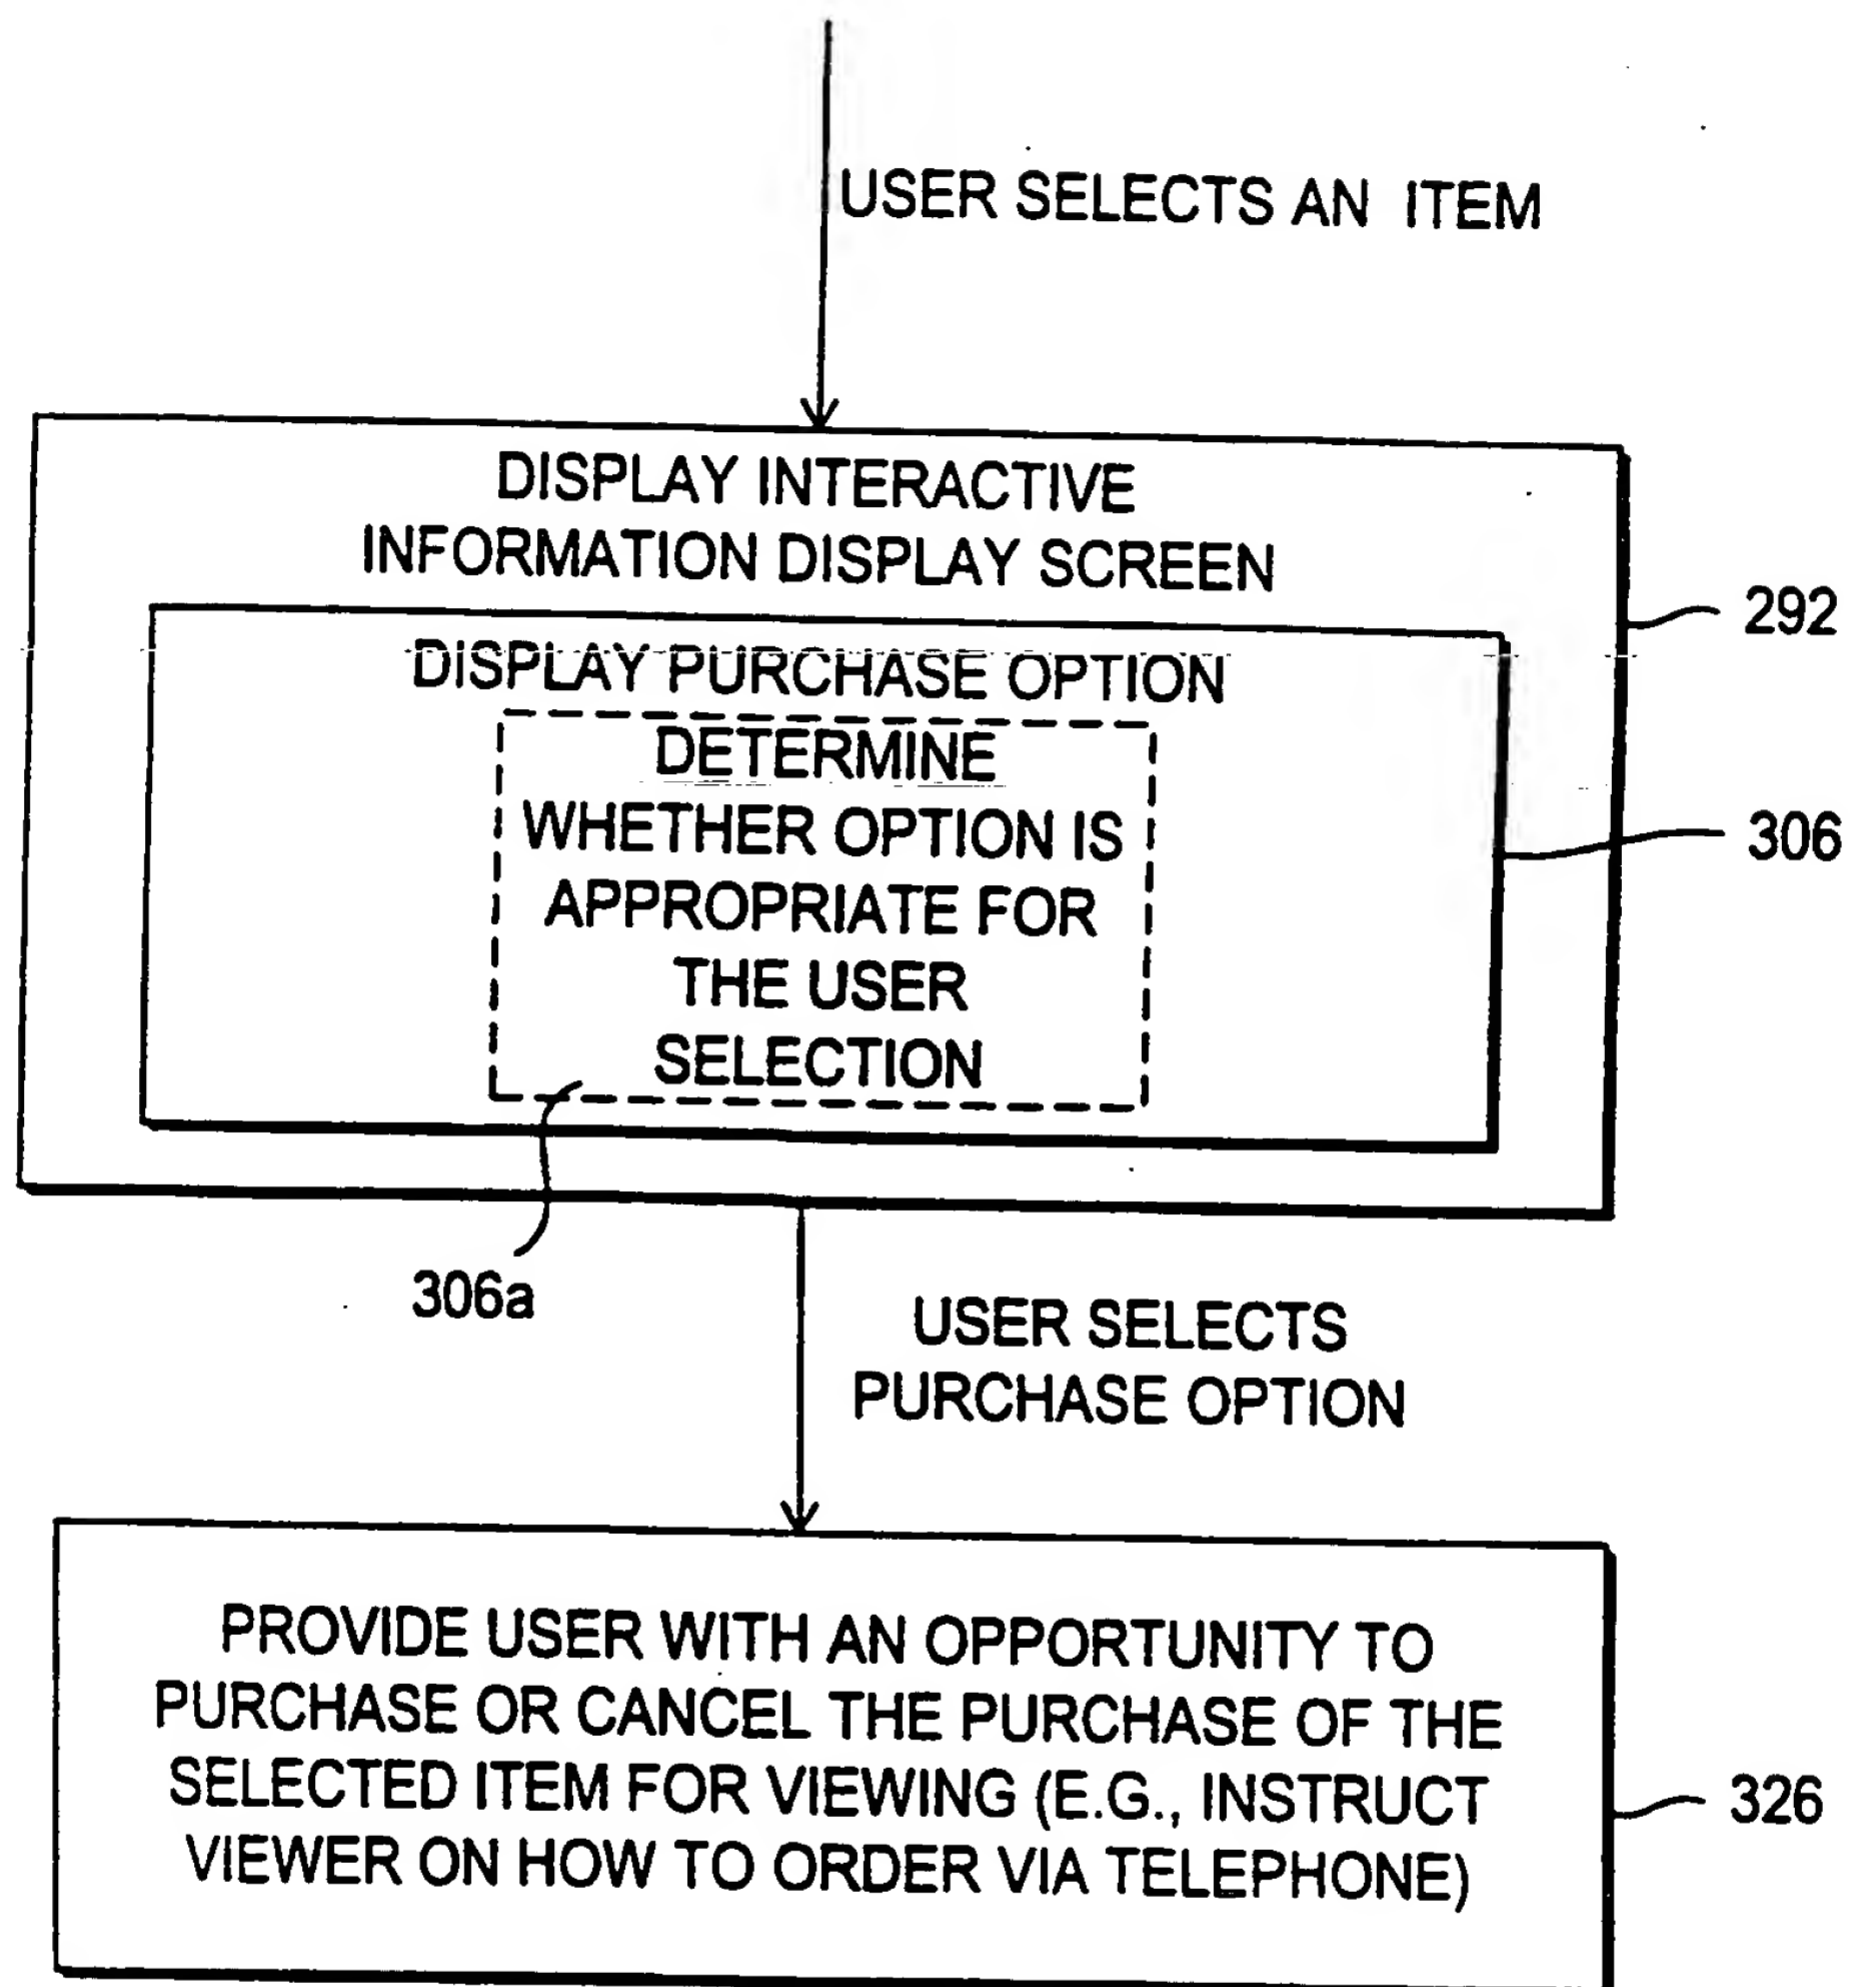 USER SELECTS AN ITEM
DISPLAY INTERACTIVE
INFORMATION DISPLAY SCREEN
292
DISPLAY PURCHASE OPTION
DETERMINE
WHETHER OPTION IS
306
APPROPRIATE FOR
THE USER
SELECTION
306a
USER SELECTS
PURCHASE OPTION
PROVIDE USER WITH AN OPPORTUNITY TO
PURCHASE OR CANCEL THE PURCHASE OF THE
SELECTED ITEM FOR VIEWING (E.G., INSTRUCT
326
VIEWER ON HOW TO ORDER VIA TELEPHONE)